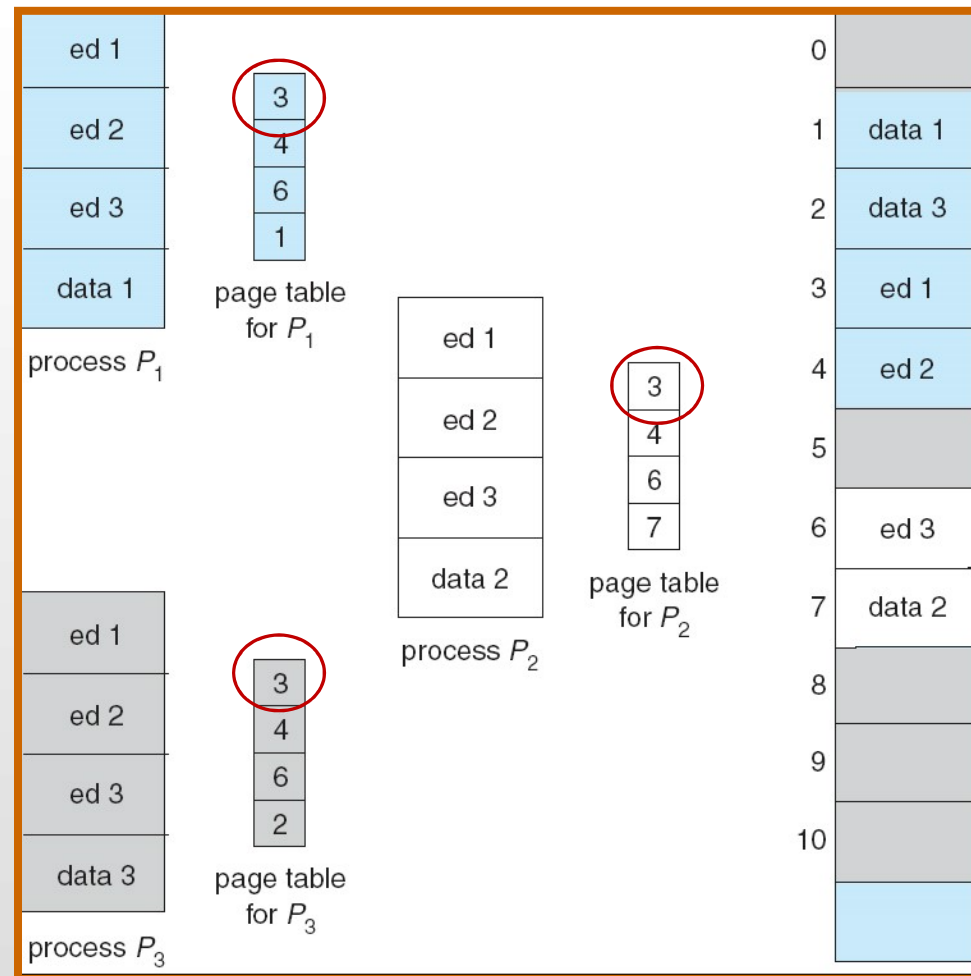 ed 1
ed 2
ed 3
data 1
process P₁
3
4
6
1
page table
for P₁
ed 1
ed 2
ed 3
data 2
process P₂
3
4
6
7
page table
for P₂
ed 1
ed 2
ed 3
data 3
process P₃
3
4
6
2
page table
for P₃
0
1 data 1
2 data 3
3 ed 1
4 ed 2
5
6 ed 3
7 data 2
8
9
10